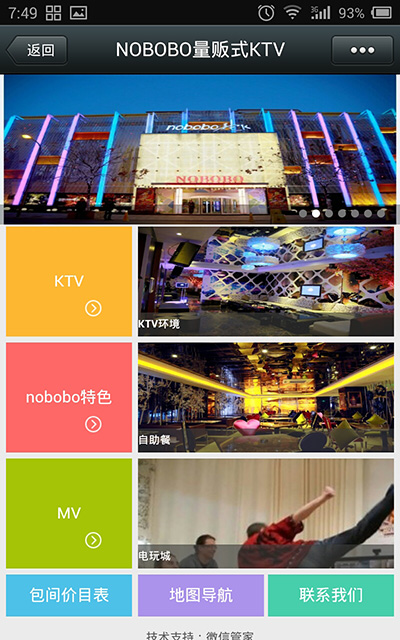 7:49 3G 93%
返回 NOBOBO量贩式KTV
NOBOBO
KTV
KTV环境
nobobo特色
自助餐
MV
电玩城
包间价目表 地图导航 联系我们
技术支持：微信管家